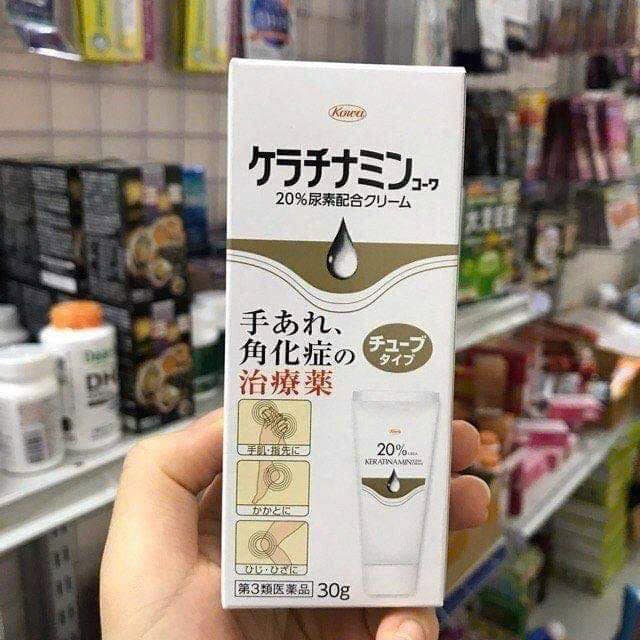 Kowa
ケラチナミンコーワ
20%尿素配合クリーム
手あれ、
角化症の
治療薬
チューブ
タイプ
手肌・指先に
かかとに
ひじ・ひざに
第3類医薬品 30g
Kowa
20% UREA
KERATINAMIN
DH